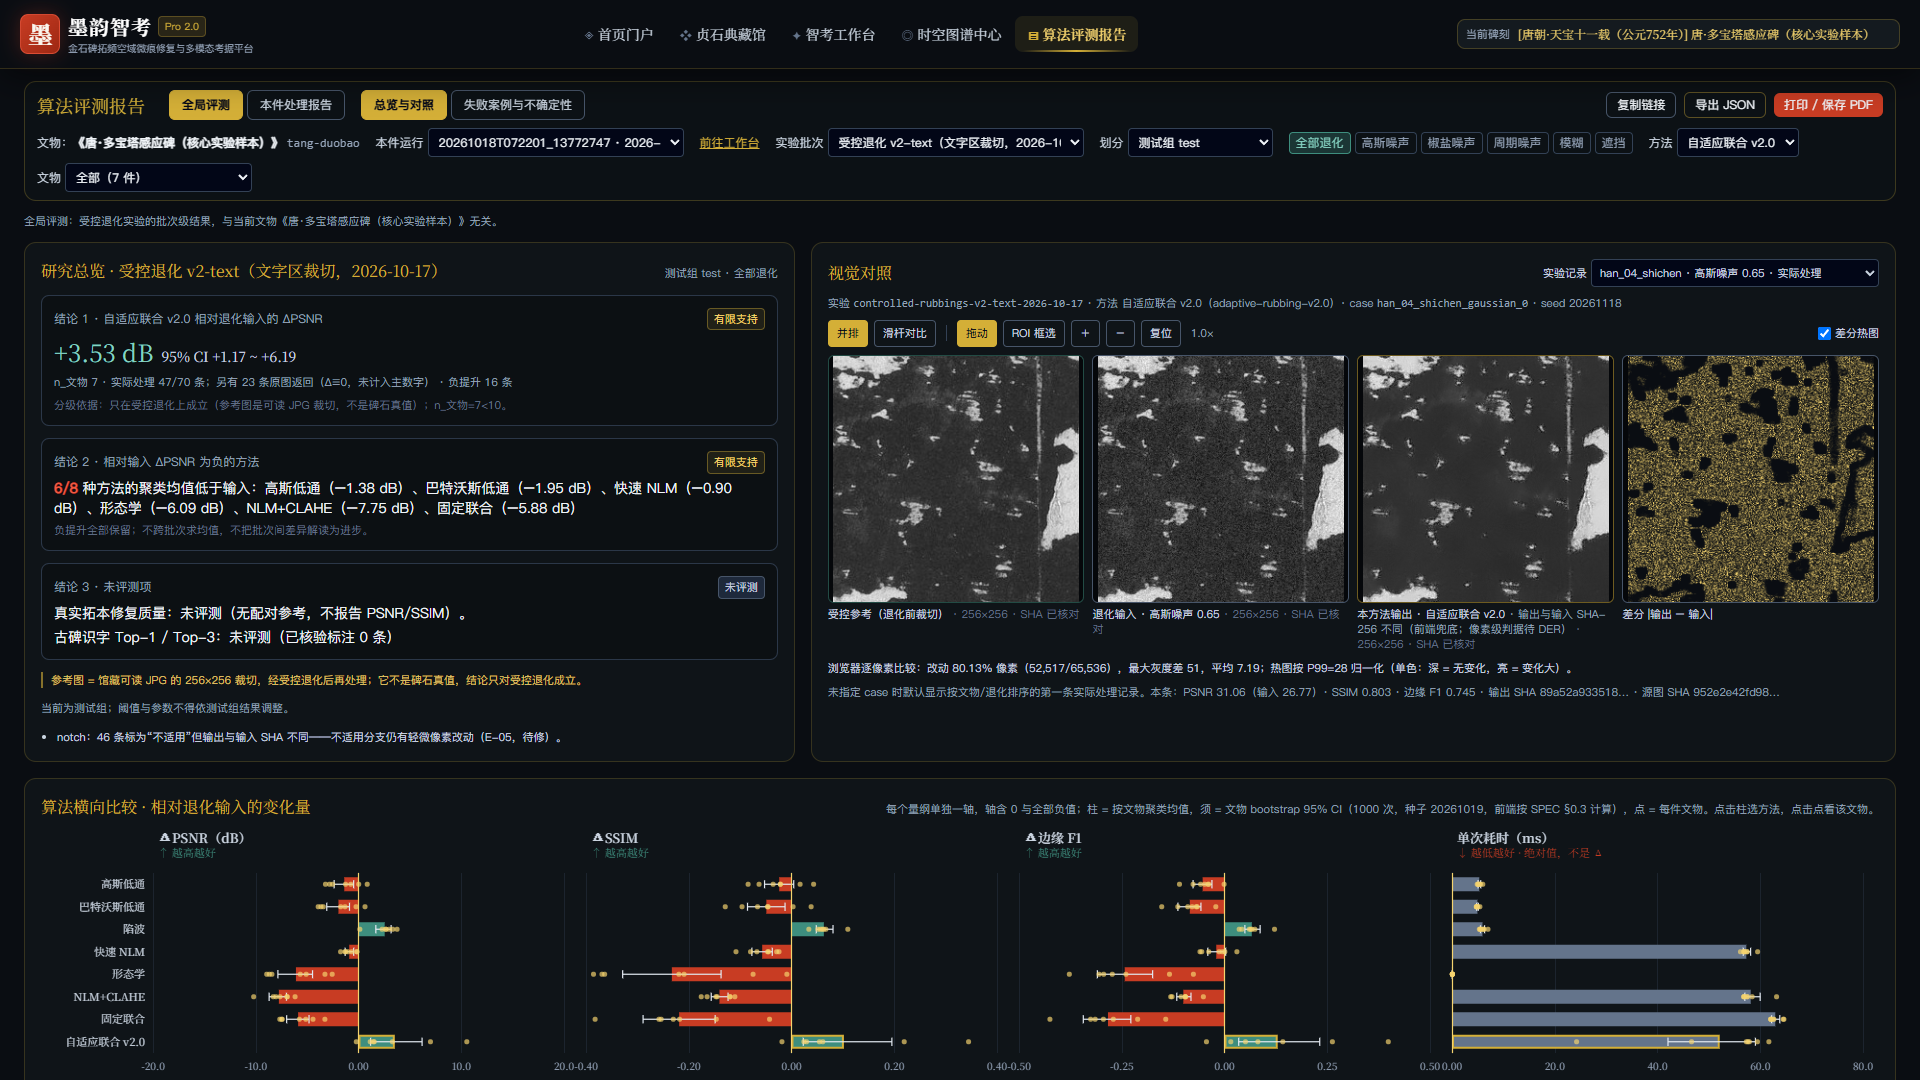 墨
墨韵智考 Pro 2.0
金石碑拓频空域微痕修复与多模态考据平台
首页门户
贞石典藏馆
智考工作台
时空图谱中心
算法评测报告
当前碑刻 [唐朝·天宝十一载（公元752年）] 唐·多宝塔感应碑（核心实验样本）
算法评测报告 全局评测 本件处理报告 总览与对照 失败案例与不确定性 复制链接 导出 JSON 打印 / 保存 PDF
文物： 《唐·多宝塔感应碑（核心实验样本）》 tang-duobao 本件运行 20261018T072201_13772747 · 2026- 前往工作台 实验批次 受控退化 v2-text（文字区裁切，2026-1 划分 测试组 test 全部退化 高斯噪声 椒盐噪声 周期噪声 模糊 遮挡 方法 自适应联合 v2.0
文物 全部（7 件）
全局评测：受控退化实验的批次级结果，与当前文物《唐·多宝塔感应碑（核心实验样本）》无关。
研究总览 · 受控退化 v2-text（文字区裁切，2026-10-17）
测试组 test · 全部退化
结论 1 · 自适应联合 v2.0 相对退化输入的 ΔPSNR 有限支持
+3.53 dB 95% CI +1.17 ~ +6.19
n_文物 7 · 实际处理 47/70 条；另有 23 条原图返回（Δ≡0，未计入主数字）· 负提升 16 条
分级依据：只在受控退化上成立（参考图是可读 JPG 裁切，不是碑石真值）；n_文物=7<10。
结论 2 · 相对输入 ΔPSNR 为负的方法 有限支持
6/8 种方法的聚类均值低于输入：高斯低通（−1.38 dB）、巴特沃斯低通（−1.95 dB）、快速 NLM（−0.90
dB）、形态学（−6.09 dB）、NLM+CLAHE（−7.75 dB）、固定联合（−5.88 dB）
负提升全部保留；不跨批次求均值，不把批次间差异解读为进步。
结论 3 · 未评测项 未评测
真实拓本修复质量：未评测（无配对参考，不报告 PSNR/SSIM）。
古碑识字 Top-1 / Top-3：未评测（已核验标注 0 条）
参考图 = 馆藏可读 JPG 的 256×256 裁切，经受控退化后再处理；它不是碑石真值，结论只对受控退化成立。
当前为测试组；阈值与参数不得依测试组结果调整。
• notch：46 条标为“不适用”但输出与输入 SHA 不同——不适用分支仍有轻微像素改动（E-05，待修）。
视觉对照
实验记录 han_04_shichen · 高斯噪声 0.65 · 实际处理
实验 controlled-rubbings-v2-text-2026-10-17 · 方法 自适应联合 v2.0（adaptive-rubbing-v2.0）· case han_04_shichen_gaussian_0 · seed 20261118
并排 滑杆对比 拖动 ROI 框选 + − 复位 1.0× 差分热图
受控参考（退化前裁切） · 256×256 · SHA 已核对
退化输入 · 高斯噪声 0.65 · 256×256 · SHA 已核
对
本方法输出 · 自适应联合 v2.0 · 输出与输入 SHA-
256 不同（前端兜底；像素级判据待 DER） ·
256×256 · SHA 已核对
差分 |输出 − 输入|
浏览器逐像素比较：改动 80.13% 像素（52,517/65,536），最大灰度差 51，平均 7.19；热图按 P99=28 归一化（单色：深 = 无变化，亮 = 变化大）。
未指定 case 时默认显示按文物/退化排序的第一条实际处理记录。本条：PSNR 31.06（输入 26.77）· SSIM 0.803 · 边缘 F1 0.745 · 输出 SHA 89a52a933518… · 源图 SHA 952e2e42fd98…
算法横向比较 · 相对退化输入的变化量
每个量纲单独一轴，轴含 0 与全部负值；柱 = 按文物聚类均值，须 = 文物 bootstrap 95% CI（1000 次，种子 20261019，前端按 SPEC §0.3 计算），点 = 每件文物。点击柱选方法，点击点看该文物。
ΔPSNR（dB）
↑ 越高越好
ΔSSIM
↑ 越高越好
Δ边缘 F1
↑ 越高越好
单次耗时（ms）
↓ 越低越好 · 绝对值，不是 Δ
高斯低通
巴特沃斯低通
陷波
快速 NLM
形态学
NLM+CLAHE
固定联合
自适应联合 v2.0
-20.0 -10.0 0.00 10.0 20.0
-0.40 -0.20 0.00 0.20 0.40
-0.50 -0.25 0.00 0.25 0.50
0.00 20.0 40.0 60.0 80.0